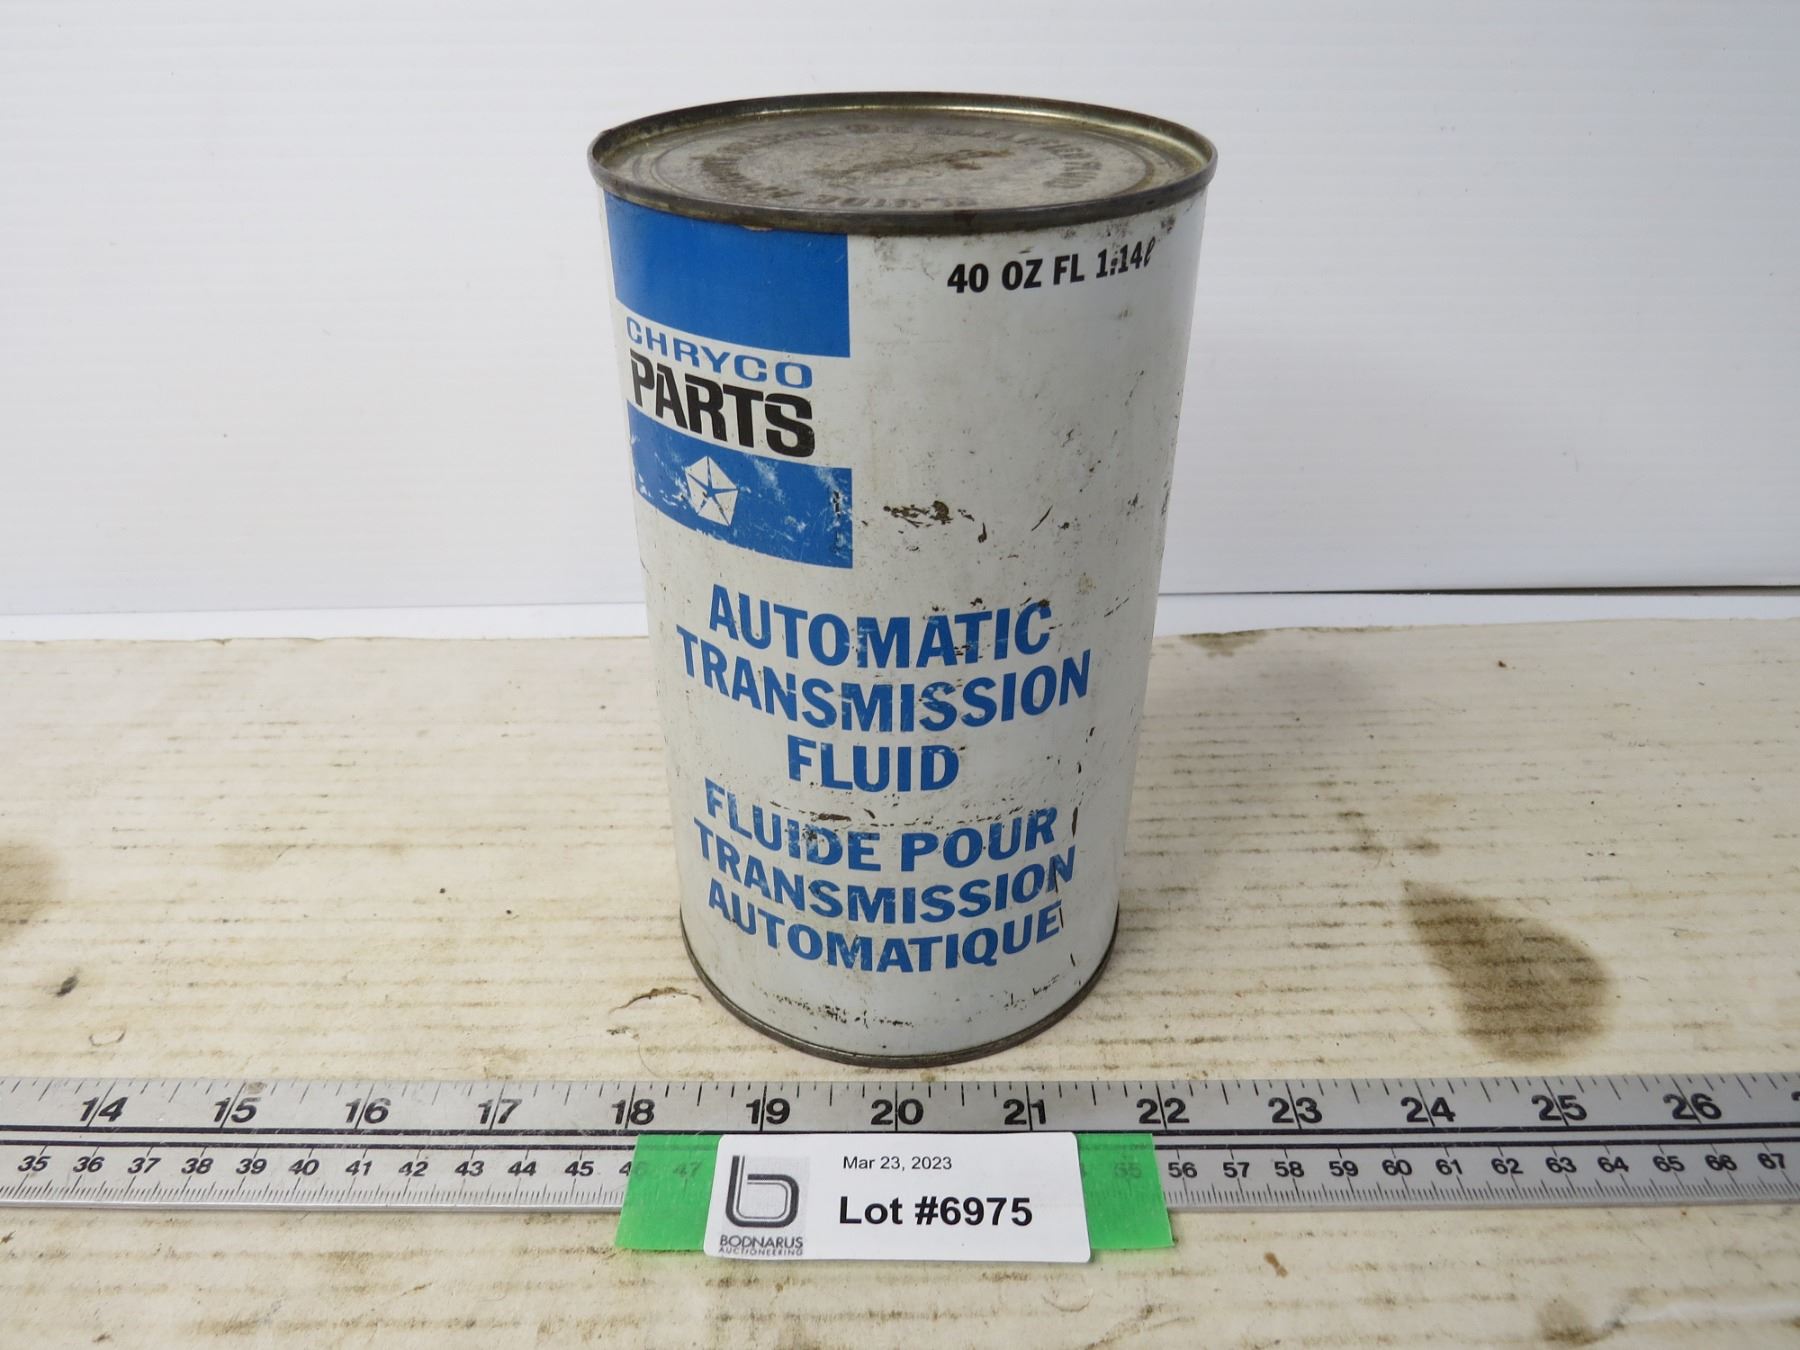 40 OZ FL 1.14ℓ
CHRYCO
PARTS
AUTOMATIC
TRANSMISSION
FLUID
FLUIDE POUR
TRANSMISSION
AUTOMATIQUE
14 15 16 17 18 19 20 21 22 23 24 25 26
35 36 37 38 39 40 41 42 43 44 45 47 55 56 57 58 59 60 61 62 63 64 65 66 67
Mar 23, 2023
Lot #6975
BODNARUS
AUCTIONEERING